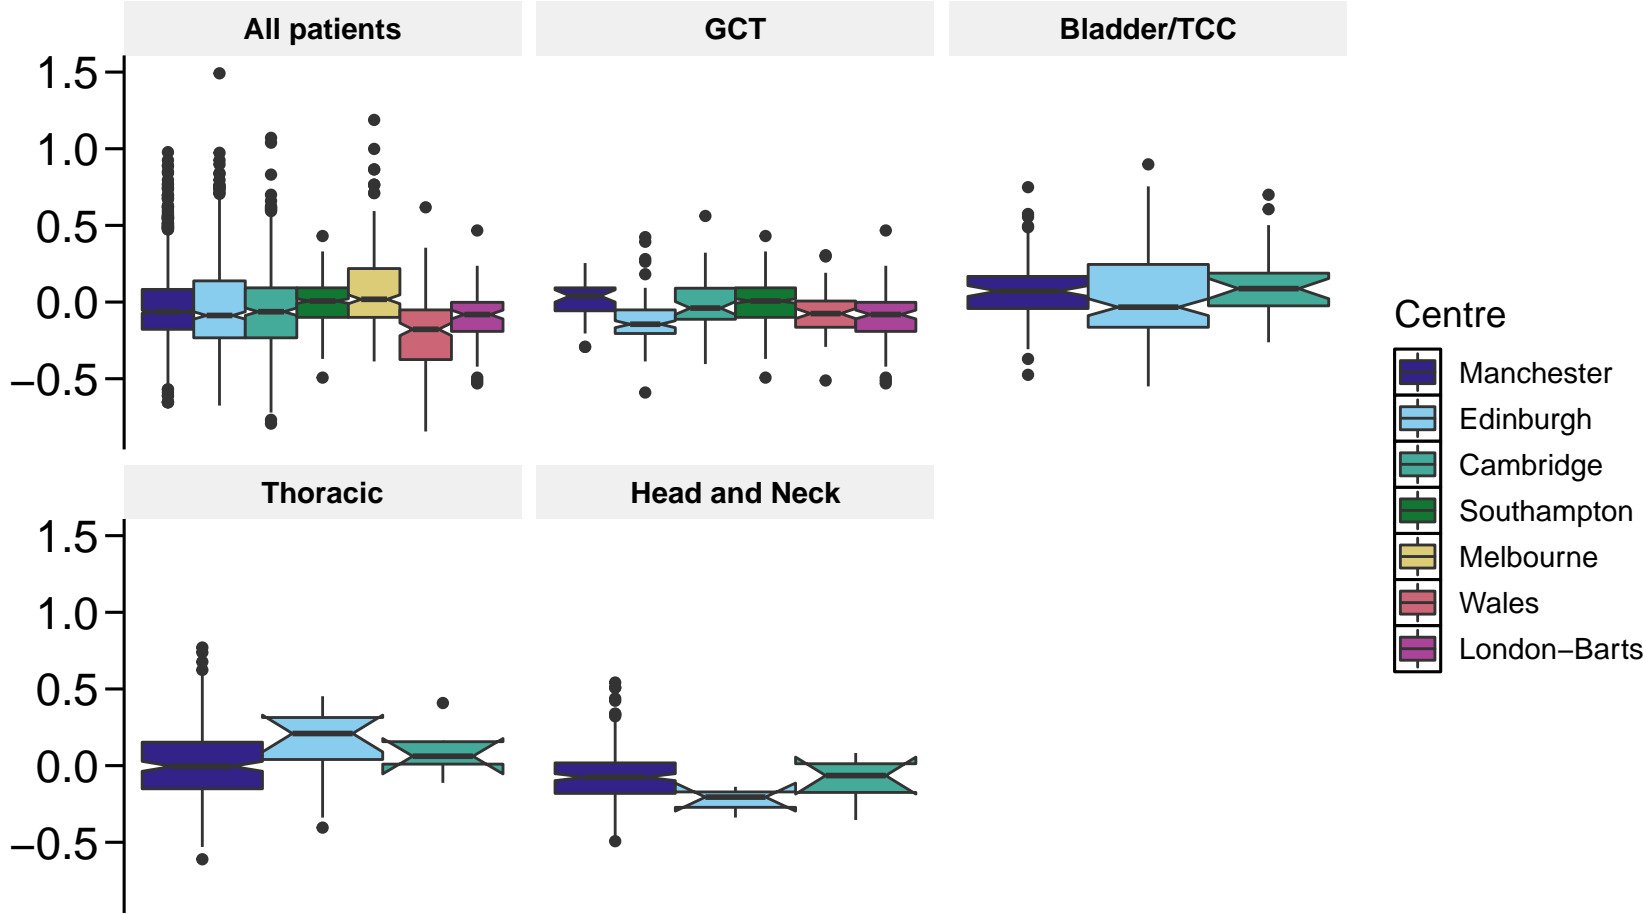 All patients
GCT
Bladder/TCC
1.5
1.0
0.5
0.0
−0.5
Thoracic
Head and Neck
1.5
1.0
0.5
0.0
−0.5
Centre
Manchester
Edinburgh
Cambridge
Southampton
Melbourne
Wales
London−Barts